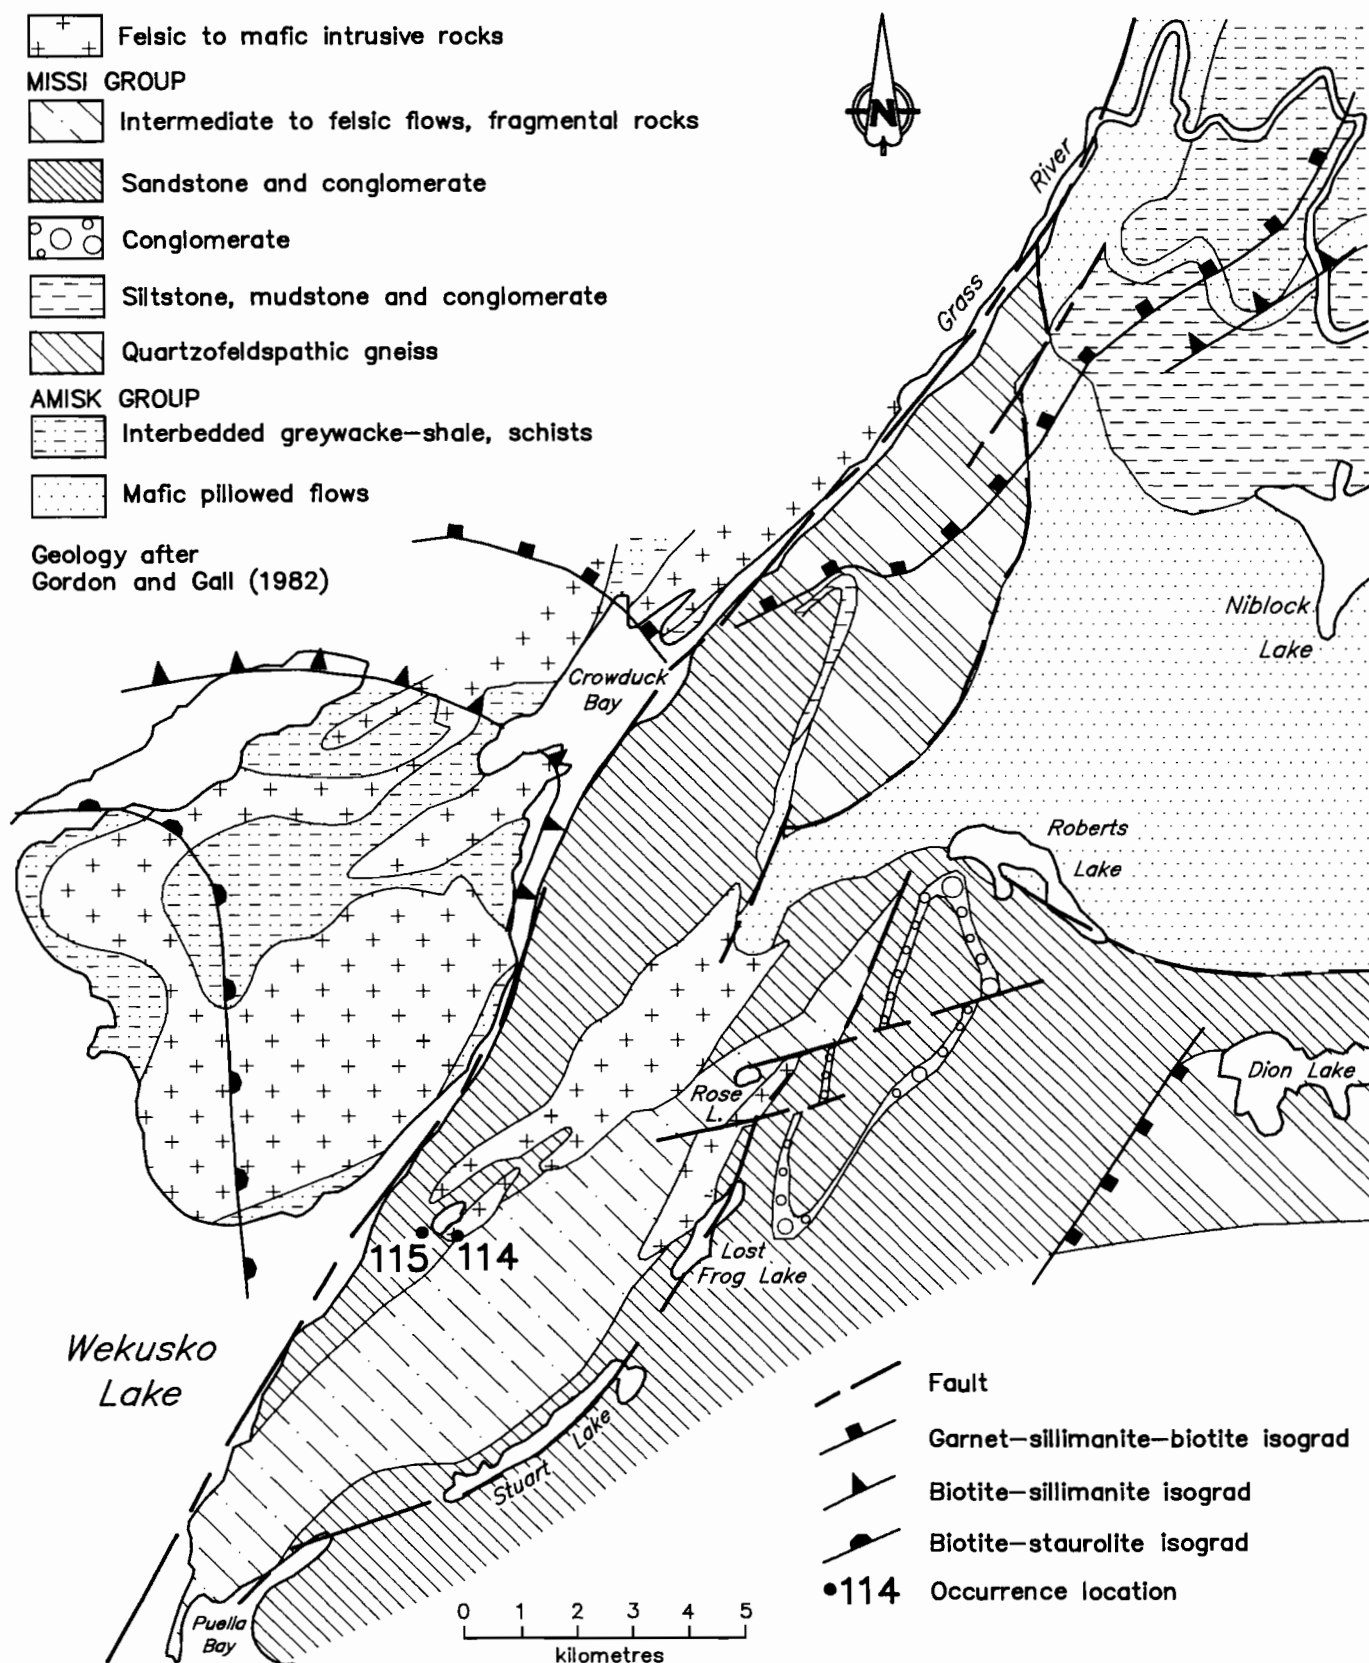 Felsic to mafic intrusive rocks
MISSI GROUP
Intermediate to felsic flows, fragmental rocks
Sandstone and conglomerate
Conglomerate
Siltstone, mudstone and conglomerate
Quartzofeldspathic gneiss
AMISK GROUP
Interbedded greywacke-shale, schists
Mafic pillowed flows
Geology after
Gordon and Gall (1982)
N
Grass River
Niblock
Lake
Crowduck
Bay
Roberts
Lake
Dion Lake
Rose
L.
115
114
Lost
Frog Lake
Wekusko
Lake
Stuart Lake
Puella
Bay
Fault
Garnet-sillimanite-biotite isograd
Biotite-sillimanite isograd
Biotite-staurolite isograd
114 Occurrence location
0 1 2 3 4 5
kilometres